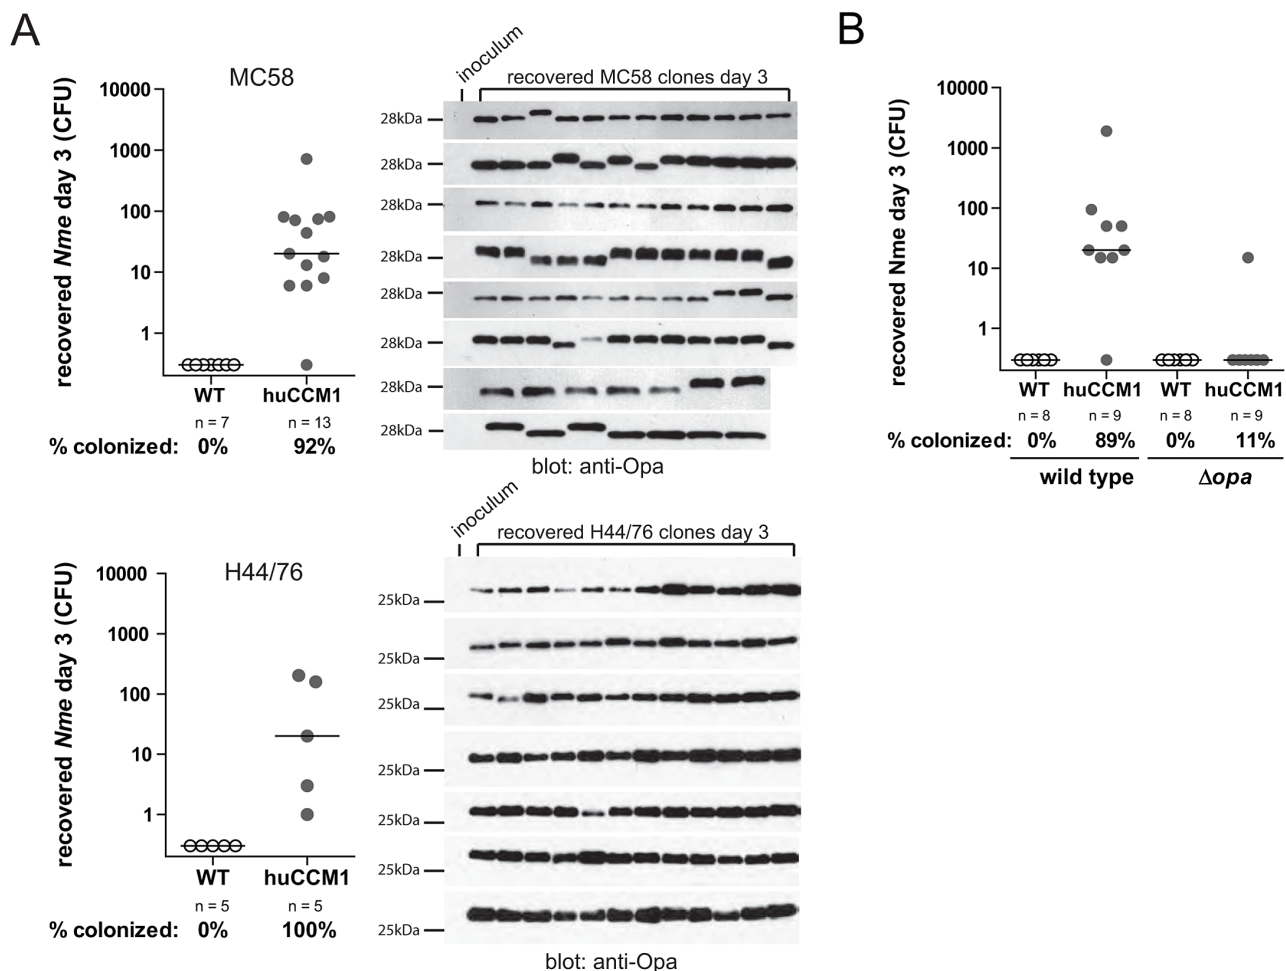 A
MC58
recovered Nme day 3 (CFU)
10000
1000
100
10
1
WT
huCCM1
n = 7
n = 13
% colonized: 0% 92%
inoculum
recovered MC58 clones day 3
28kDa
28kDa
28kDa
28kDa
28kDa
28kDa
28kDa
28kDa
blot: anti-Opa
H44/76
recovered Nme day 3 (CFU)
10000
1000
100
10
1
WT
huCCM1
n = 5
n = 5
% colonized: 0% 100%
inoculum
recovered H44/76 clones day 3
25kDa
25kDa
25kDa
25kDa
25kDa
25kDa
25kDa
blot: anti-Opa
B
recovered Nme day 3 (CFU)
10000
1000
100
10
1
WT huCCM1 WT huCCM1
n = 8 n = 9 n = 8 n = 9
% colonized: 0% 89% 0% 11%
wild type
Δopa